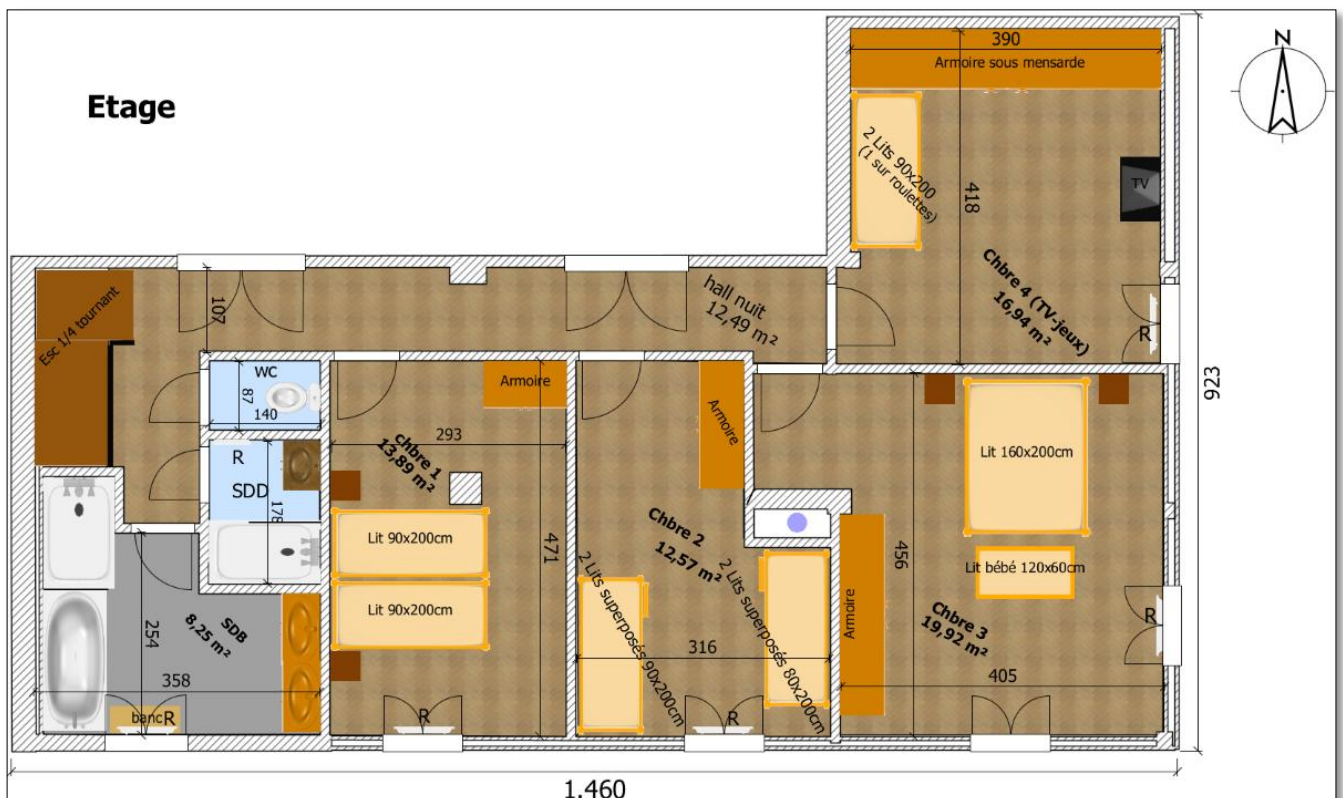 Etage
N
390
Armoire sous mensarde
2 Lits 90x200
(1 sur roulettes)
418
TV
Chbre 4 (TV-jeux)
16,94 m²
R
923
Esc 1/4 tournant
107
hall nuit
12,49 m²
WC
87
140
R
SDD
178
Armoire
293
chbre 1
13,89 m²
Lit 90x200cm
Lit 90x200cm
471
R
Armoire
Chbre 2
12,57 m²
2 Lits superposés 90x200cm
2 Lits superposés 80x200cm
316
R
Lit 160x200cm
Lit bébé 120x60cm
456
Armoire
Chbre 3
19,92 m²
405
R
SDB
8,25 m²
254
358
banc
R
1.460